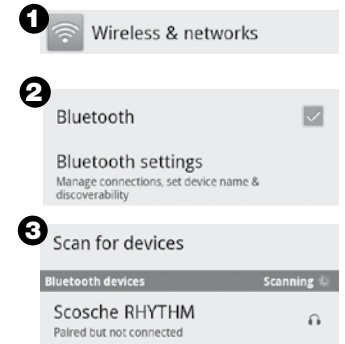 1
Wireless & networks
2
Bluetooth
Bluetooth settings
Manage connections, set device name &
discoverability
3
Scan for devices
Bluetooth devices Scanning
Scosche RHYTHM
Paired but not connected